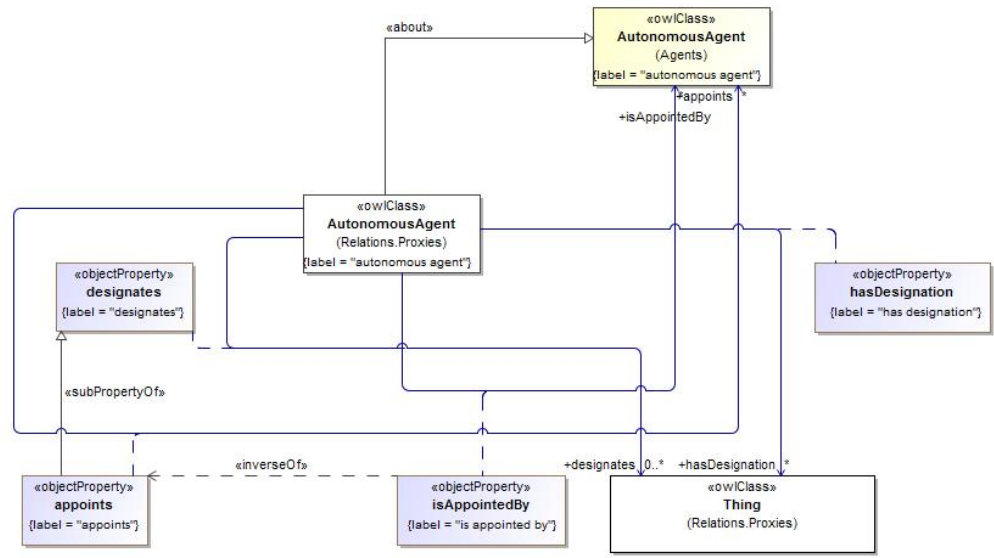 «owlClass»
AutonomousAgent
(Agents)
{label = "autonomous agent"}
«about»
+appoints *
+isAppointedBy
«owlClass»
AutonomousAgent
(Relations.Proxies)
{label = "autonomous agent"}
«objectProperty»
designates
{label = "designates"}
«objectProperty»
hasDesignation
{label = "has designation"}
«subPropertyOf»
«inverseOf»
+designates 0..* +hasDesignation *
«objectProperty»
appoints
{label = "appoints"}
«objectProperty»
isAppointedBy
{label = "is appointed by"}
«owlClass»
Thing
(Relations.Proxies)